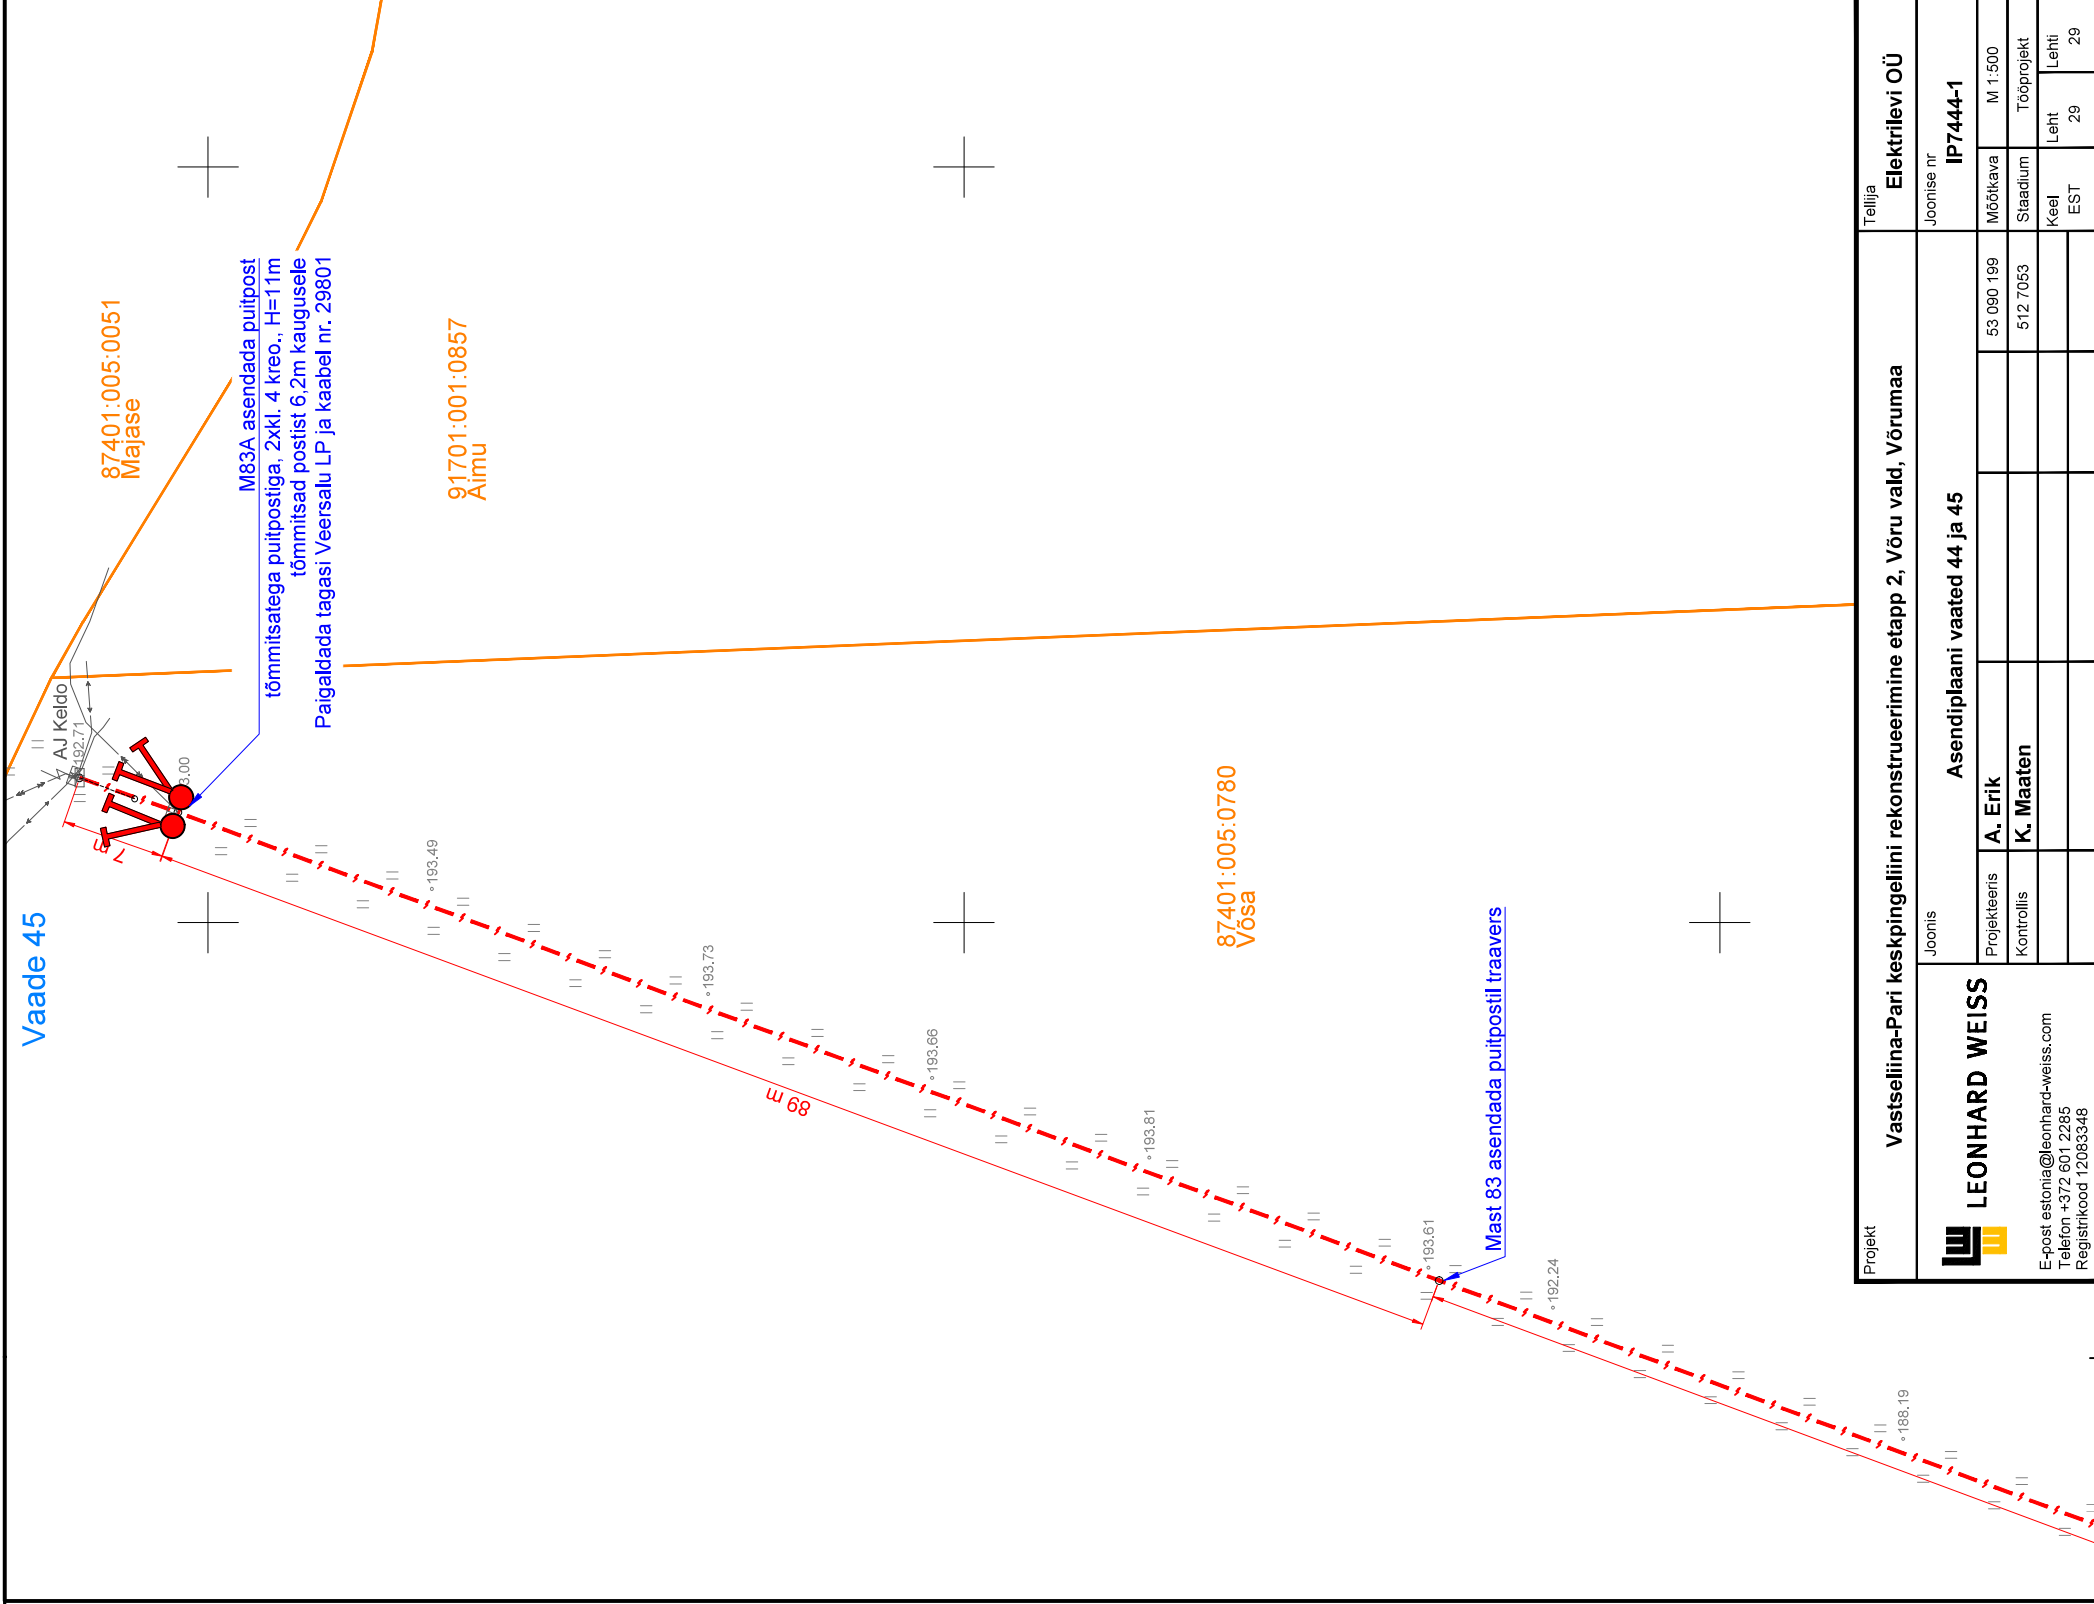 Vaade 45
AJ Keldo
192.71
3.00
7 m
87401:005:0051
Majase
M83A asendada puitpost
tõmmitsatega puitpostiga, 2xkl. 4 kreo., H=11m
tõmmitsad postist 6,2m kaugusele
Paigaldada tagasi Veersalu LP ja kaabel nr. 29801
91701:001:0857
Aimu
193.49
193.73
89 m
193.66
193.81
87401:005:0780
Võsa
193.61
Mast 83 asendada puitpostil traavers
192.24
188.19
Projekt
Vastseliina-Pari keskpingeliini rekonstrueerimine etapp 2, Võru vald, Võrumaa
Tellija
Elektrilevi OÜ
LEONHARD WEISS
E-post estonia@leonhard-weiss.com
Telefon +372 601 2285
Registrikood 12083348
Joonis
Asendiplaani vaated 44 ja 45
Joonise nr
IP7444-1
Projekteeris A. Erik 53 090 199 Mõõtkava M 1:500
Kontrollis K. Maaten 512 7053 Staadium Tööprojekt
Keel Leht Lehti
EST 29 29